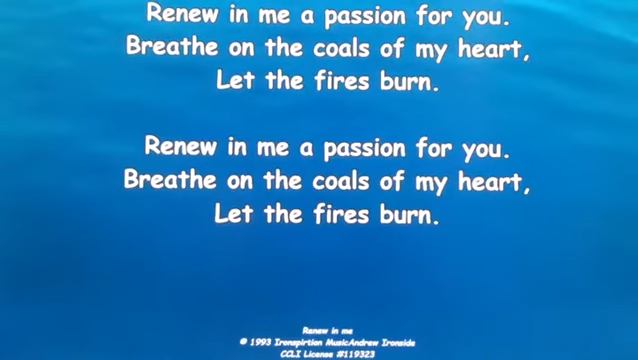 Renew in me a passion for you.
Breathe on the coals of my heart,
Let the fires burn.
Renew in me a passion for you.
Breathe on the coals of my heart,
Let the fires burn.
Renew in me
© 1993 Ironspirtion MusicAndrew Ironside
CCLI License #119323